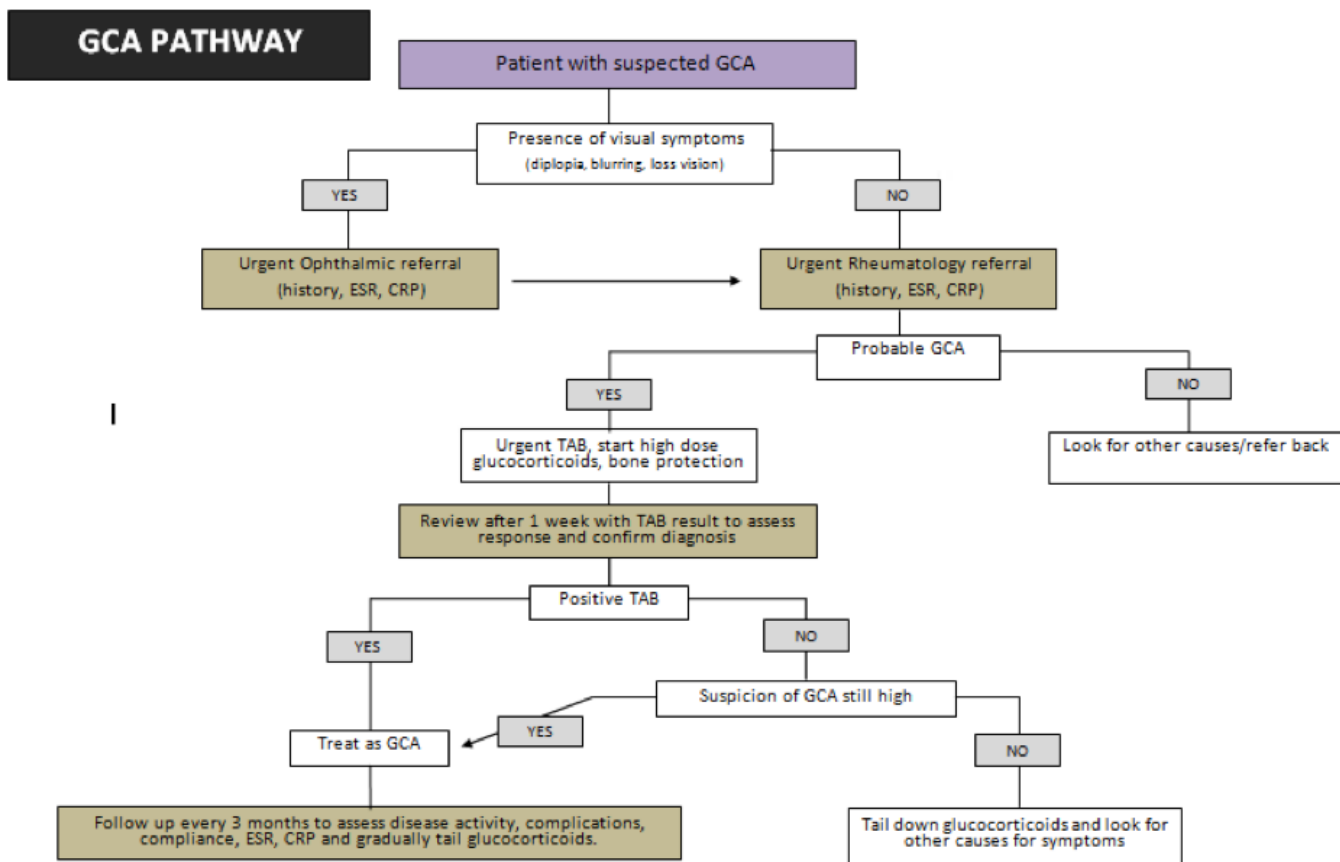 GCA PATHWAY
Patient with suspected GCA
Presence of visual symptoms
(diplopia, blurring, loss vision)
YES
NO
Urgent Ophthalmic referral
(history, ESR, CRP)
Urgent Rheumatology referral
(history, ESR, CRP)
Probable GCA
YES
NO
Urgent TAB, start high dose
glucocorticoids, bone protection
Look for other causes/refer back
Review after 1 week with TAB result to assess
response and confirm diagnosis
Positive TAB
YES
NO
Suspicion of GCA still high
YES
NO
Treat as GCA
Follow up every 3 months to assess disease activity, complications,
compliance, ESR, CRP and gradually tail glucocorticoids.
Tail down glucocorticoids and look for
other causes for symptoms